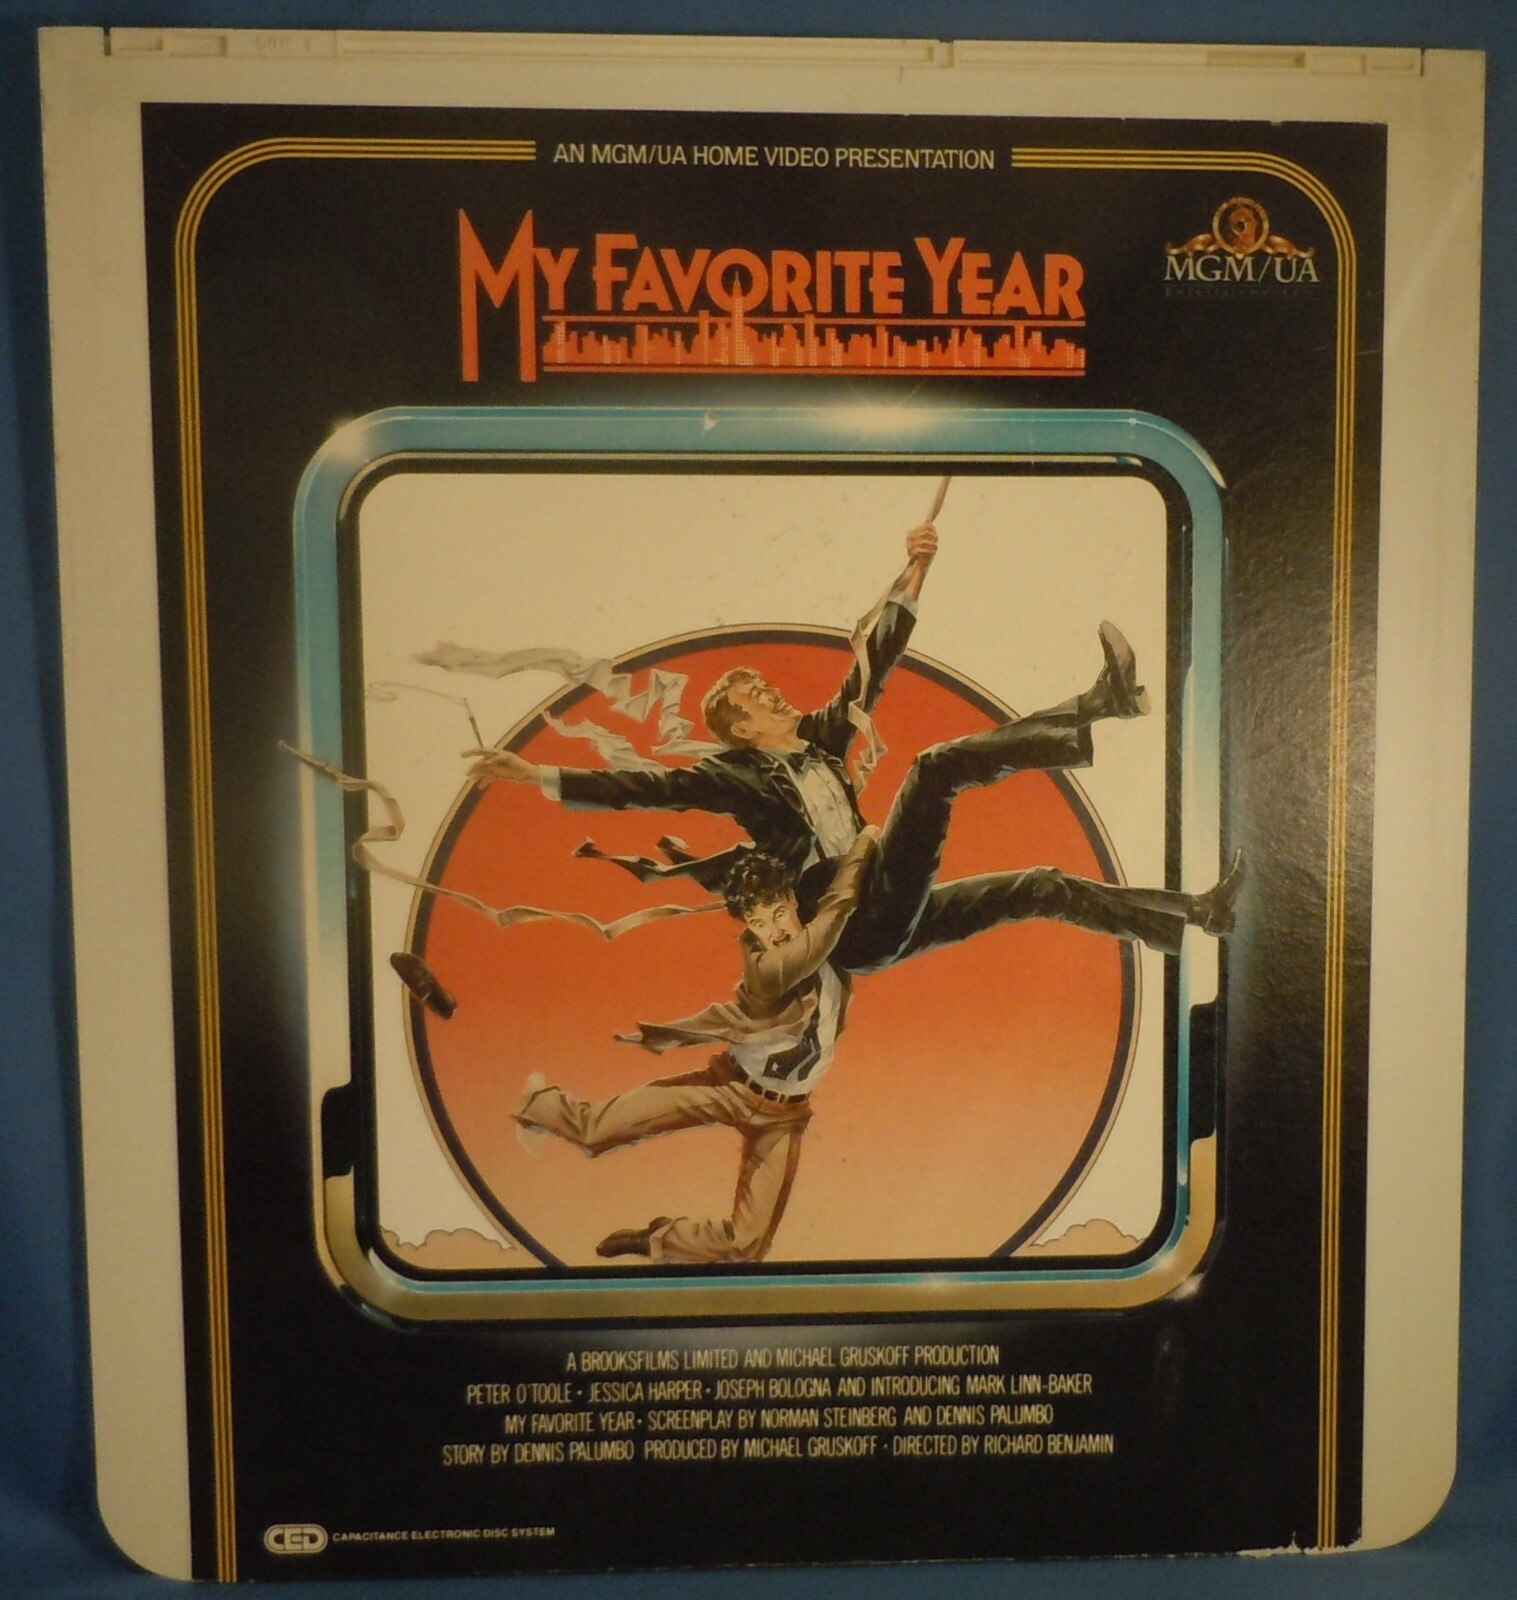 AN MGM/UA HOME VIDEO PRESENTATION
MY FAVORITE YEAR
MGM/UA
A BROOKSFILMS LIMITED AND MICHAEL GRUSKOFF PRODUCTION
PETER O'TOOLE • JESSICA HARPER • JOSEPH BOLOGNA AND INTRODUCING MARK LINN-BAKER
MY FAVORITE YEAR • SCREENPLAY BY NORMAN STEINBERG AND DENNIS PALUMBO
STORY BY DENNIS PALUMBO PRODUCED BY MICHAEL GRUSKOFF • DIRECTED BY RICHARD BENJAMIN
CED CAPACITANCE ELECTRONIC DISC SYSTEM